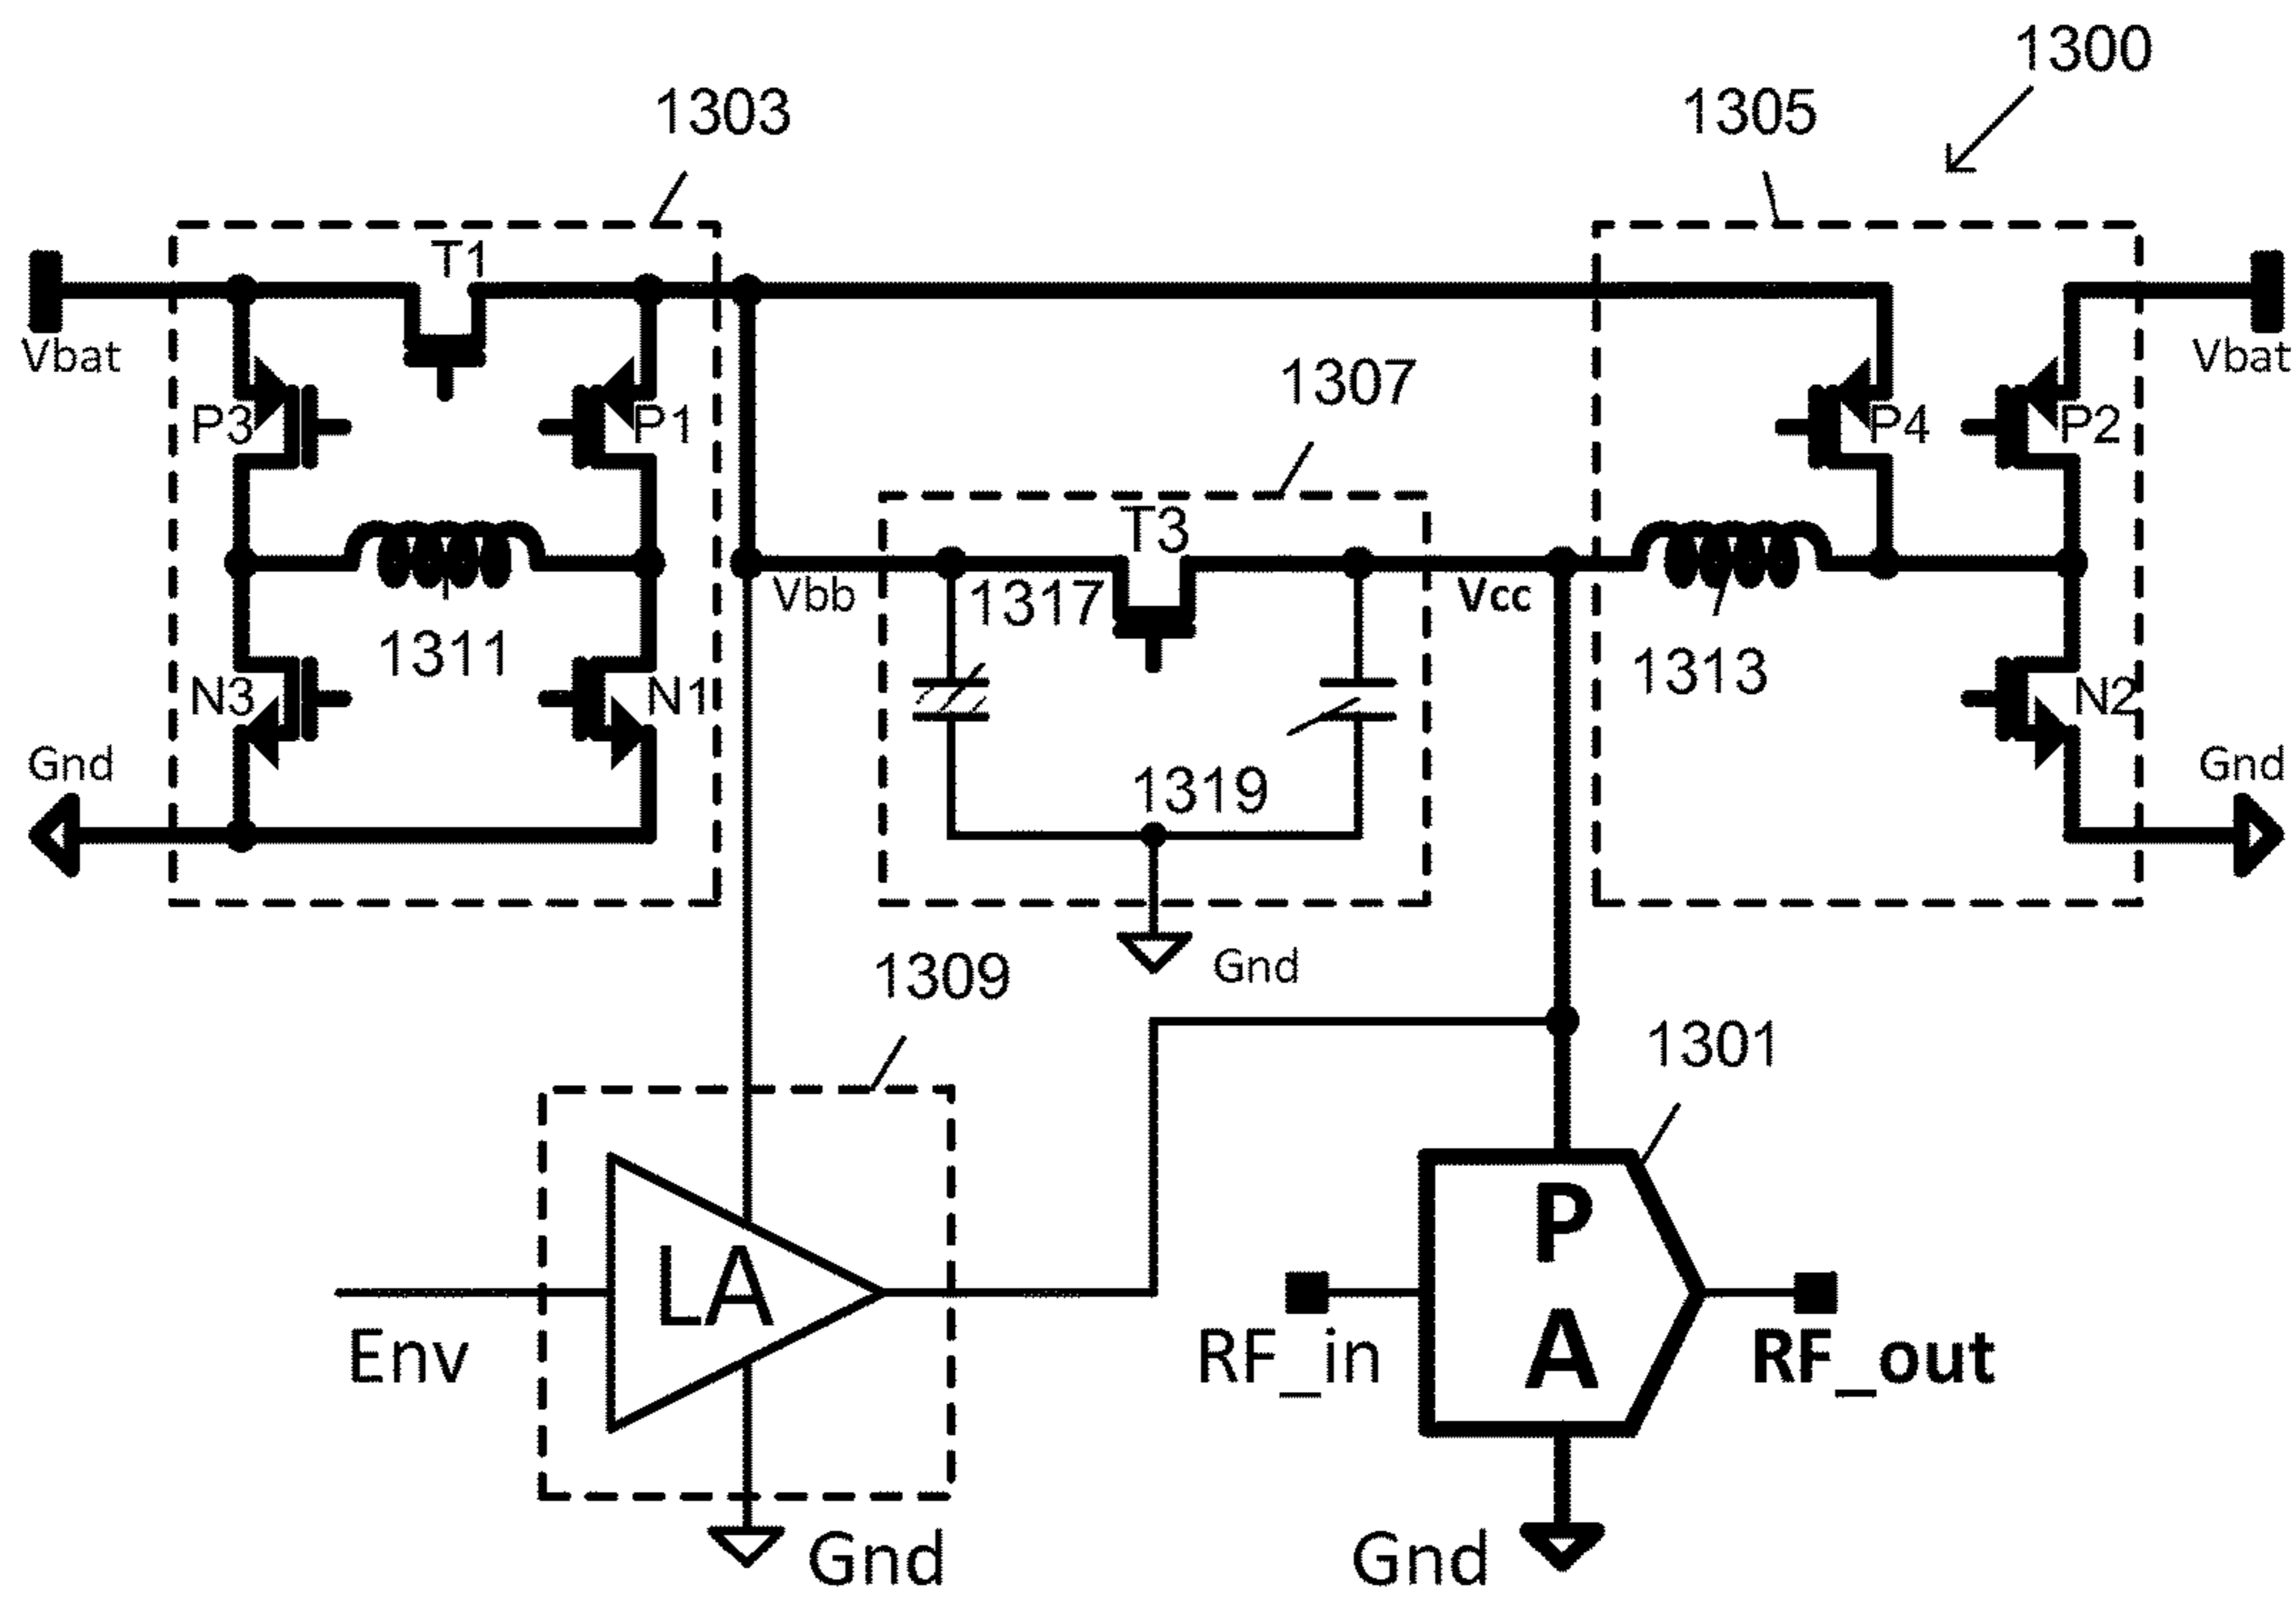 1300
1303
1305
T1
Vbat
Vbat
1307
P3
P1
P4
P2
T3
Vbb
1317
Vcc
1311
1313
N3
N1
N2
Gnd
1319
Gnd
Gnd
1309
1301
P
LA
A
Env
RF_in
RF_out
Gnd
Gnd